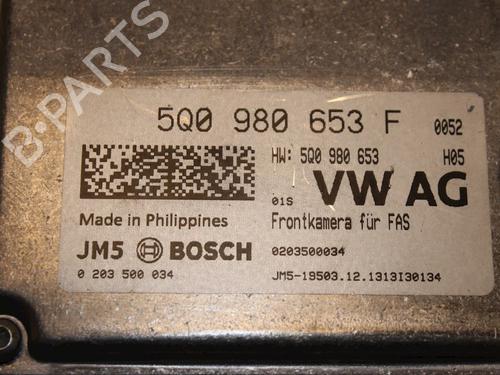 B-PARTS
5Q0 980 653 F 0052
HW: 5Q0 980 653 H05
01S VW AG
Made in Philippines Frontkamera für FAS
JM5 BOSCH 0203500034
0 203 500 034 JM5-19503.12.1313I30134